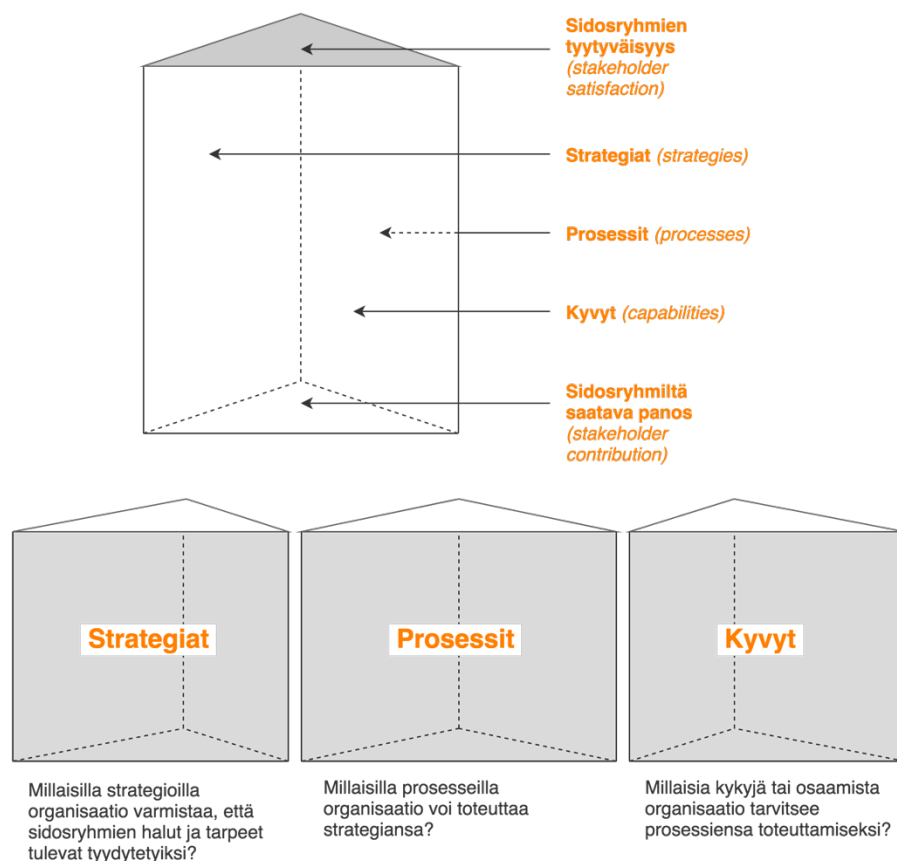 Sidosryhmien
tyytyväisyys
(stakeholder
satisfaction)
Strategiat (strategies)
Prosessit (processes)
Kyvyt (capabilities)
Sidosryhmiltä
saatava panos
(stakeholder
contribution)
Strategiat
Prosessit
Kyvyt
Millaisilla strategioilla
organisaatio varmistaa, että
sidosryhmien halut ja tarpeet
tulevat tyydytetyiksi?
Millaisilla prosesseilla
organisaatio voi toteuttaa
strategiansa?
Millaisia kykyjä tai osaamista
organisaatio tarvitsee
prosessiensa toteuttamiseksi?